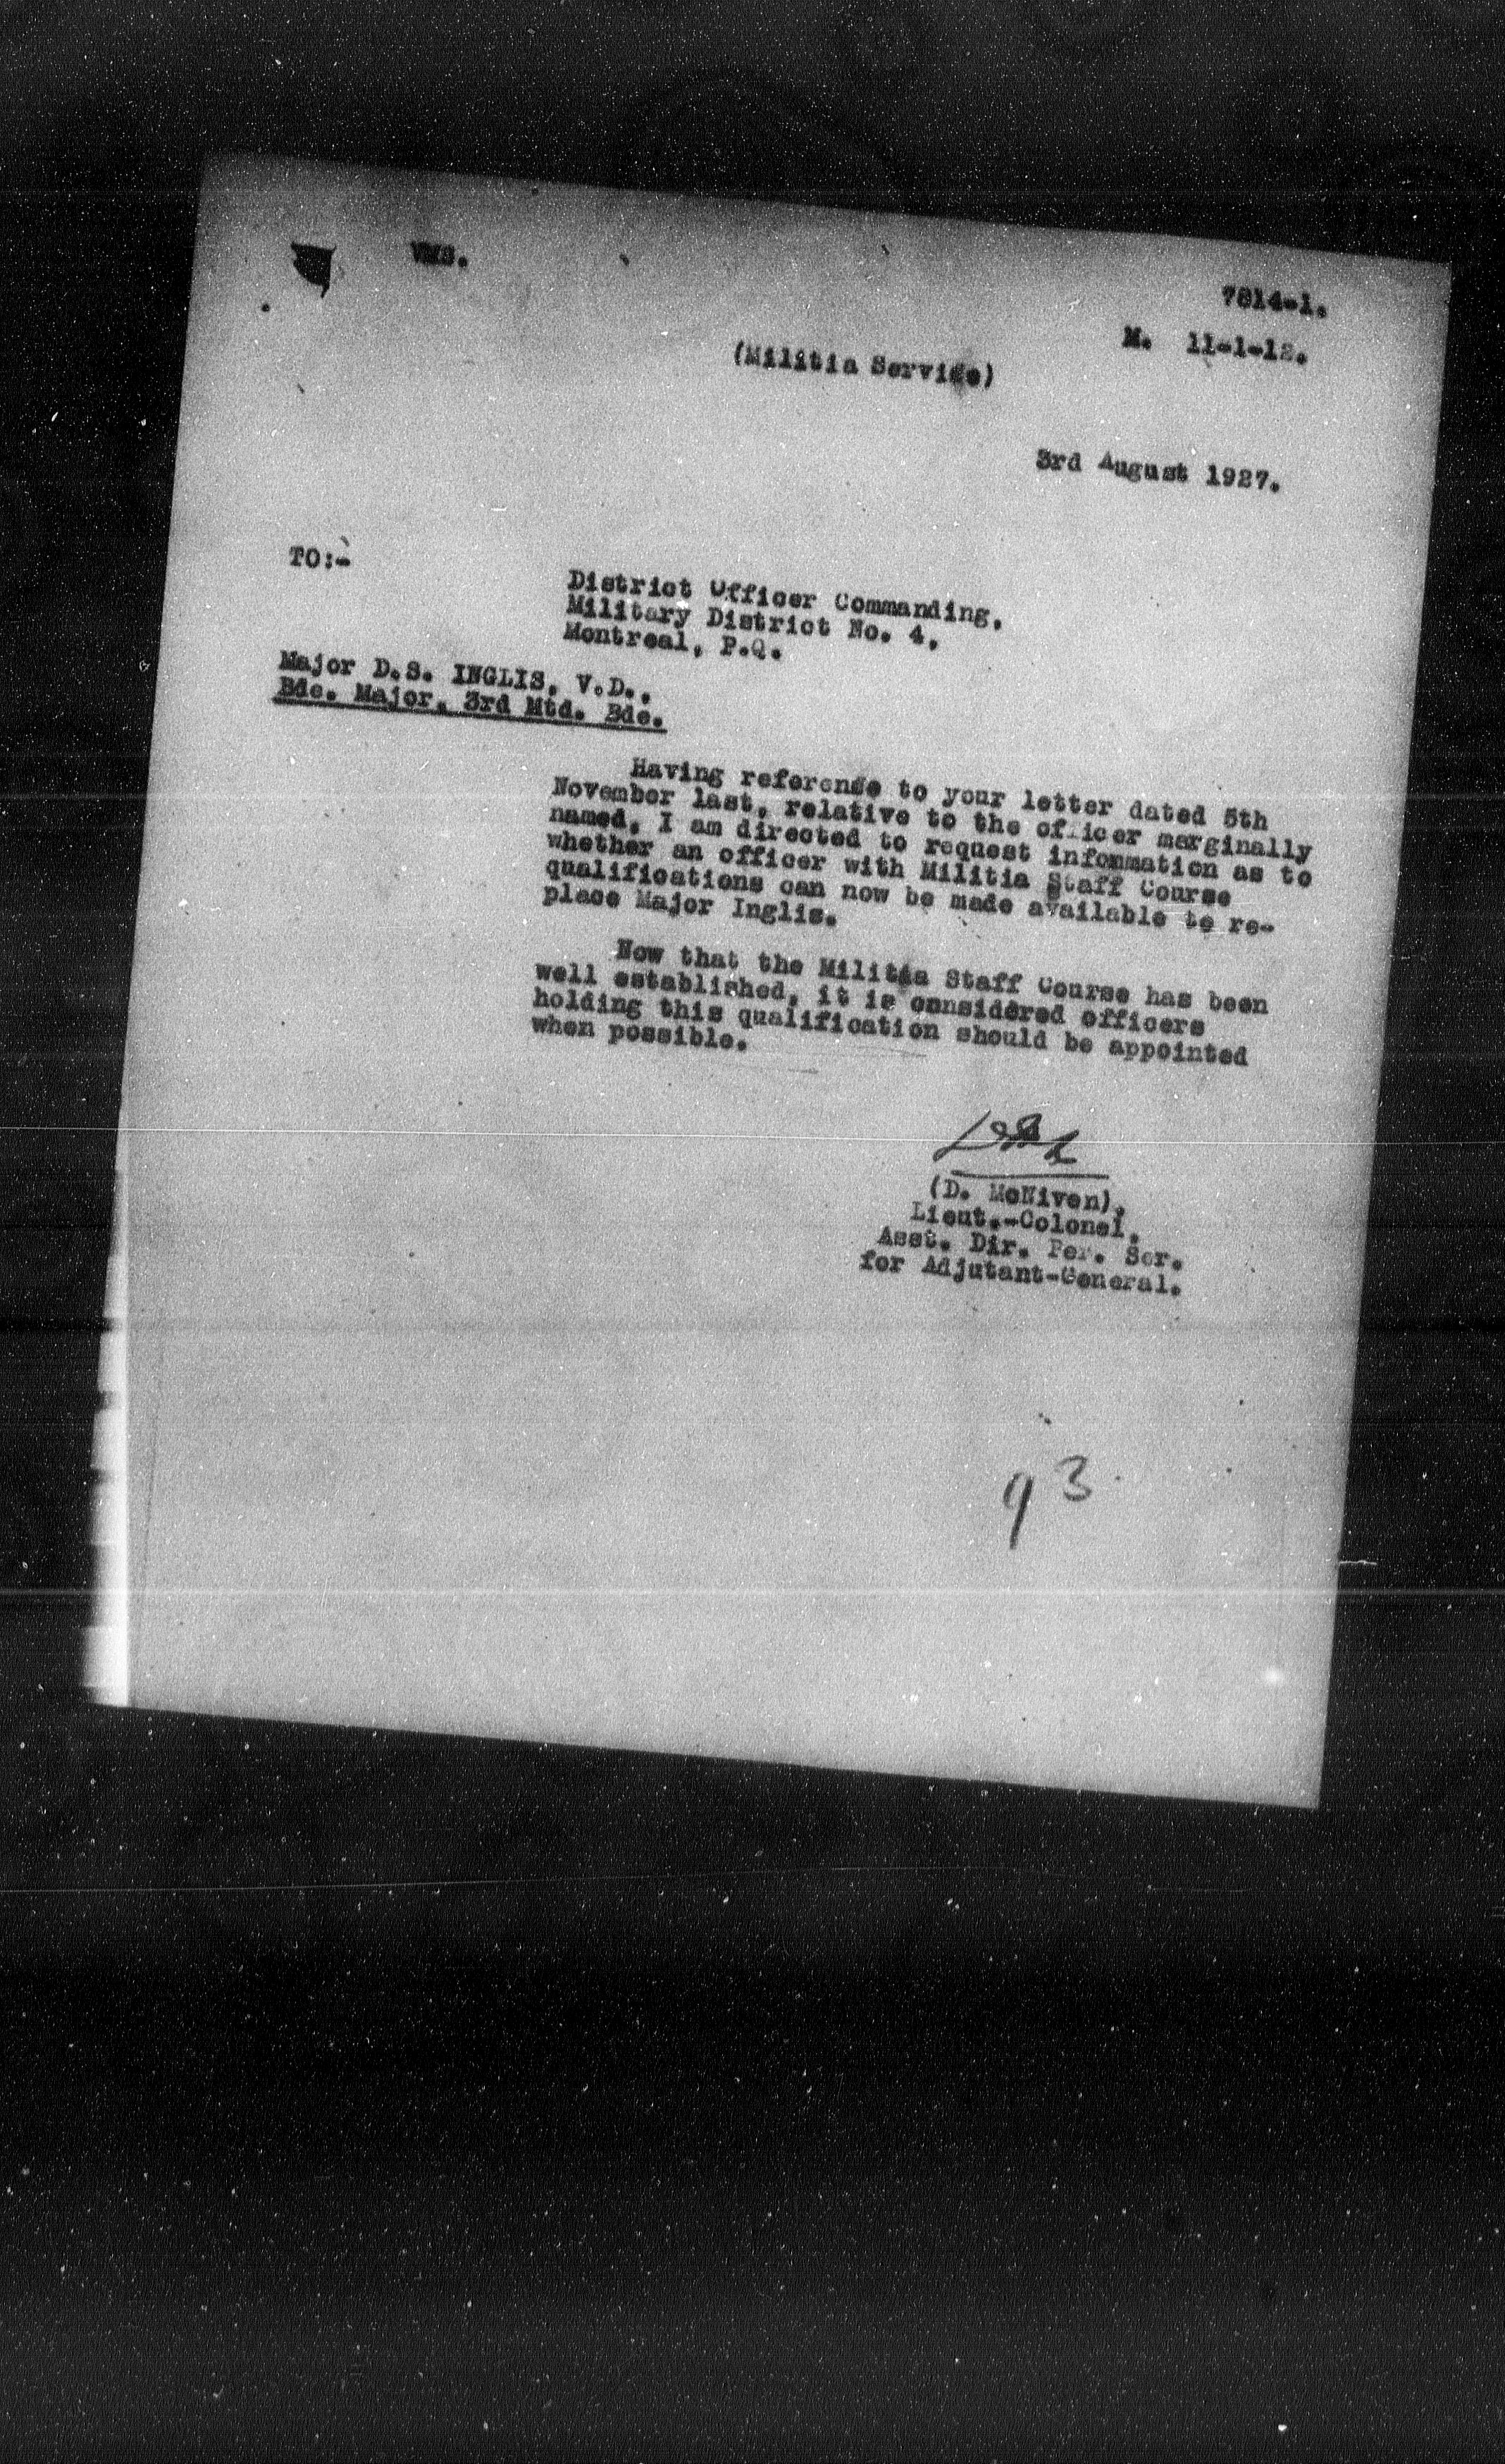 VMS.
7814-1.
M. 11-1-12.
(Militia Service)
3rd August 1927.
TO:-
District Officer Commanding,
Military District No. 4,
Montreal, P.Q.
Major D.S. INGLIS, V.D.,
Bde. Major, 3rd Mtd. Bde.
Having reference to your letter dated 5th
November last, relative to the officer marginally
named, I am directed to request infommation as to
whether an officer with Militia Staff Course
qualifications can now be made available to re-
place Major Inglis.
Now that the Militia Staff Course has been
well established, it is considered officers
holding this qualification should be appointed
when possible.
(D. McNiven),
Lieut.-Colonel,
Asst. Dir. Per. Ser.
for Adjutant-General.
93